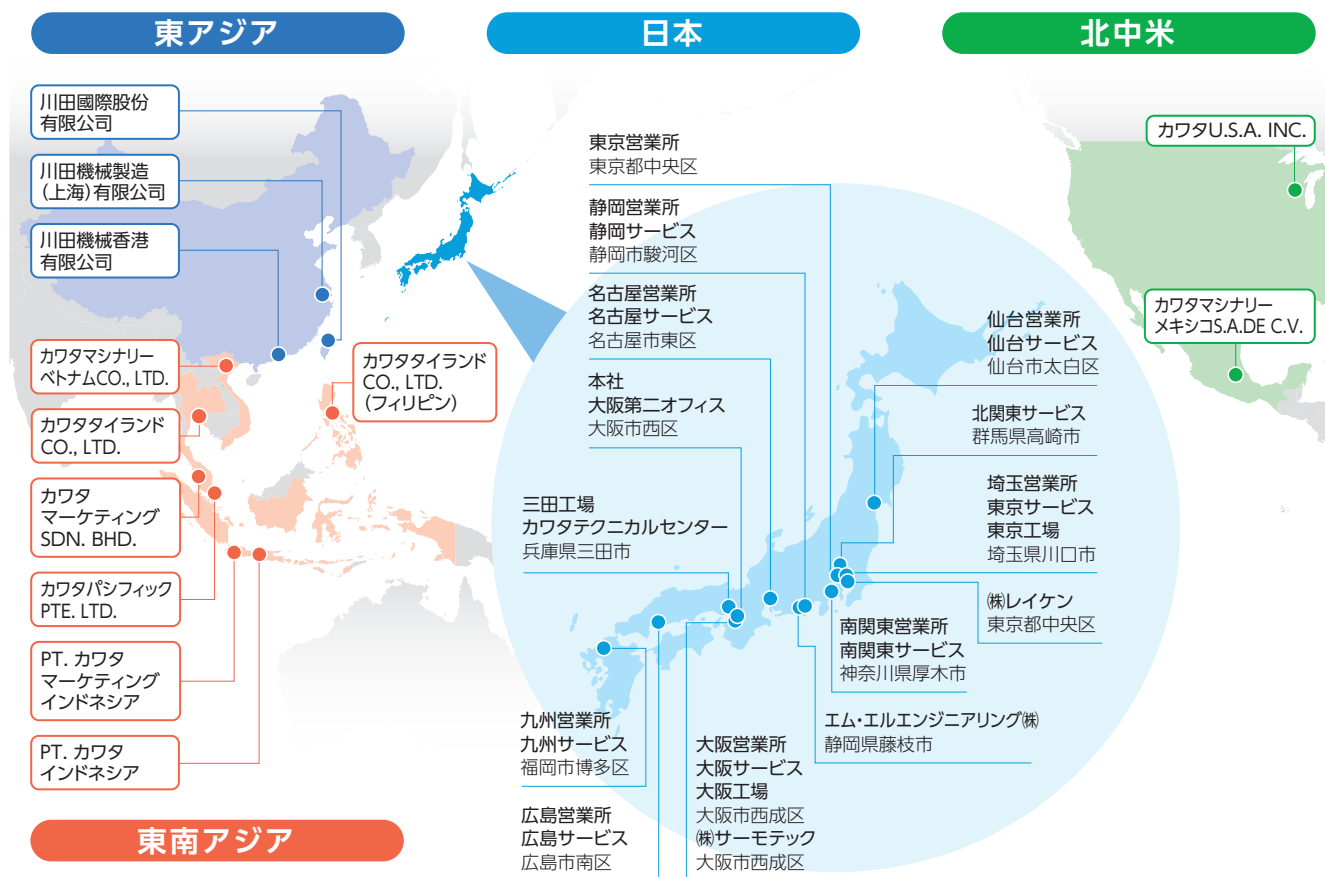 東アジア
川田國際股份
有限公司
川田機械製造
(上海)有限公司
川田機械香港
有限公司
カワタマシナリー
ベトナムCO., LTD.
カワタタイランド
CO., LTD.
カワタ
マーケティング
SDN. BHD.
カワタパシフィック
PTE. LTD.
PT. カワタ
マーケティング
インドネシア
PT. カワタ
インドネシア
カワタタイランド
CO., LTD.
(フィリピン)
東南アジア
日本
東京営業所
東京都中央区
静岡営業所
静岡サービス
静岡市駿河区
名古屋営業所
名古屋サービス
名古屋市東区
本社
大阪第二オフィス
大阪市西区
三田工場
カワタテクニカルセンター
兵庫県三田市
九州営業所
九州サービス
福岡市博多区
広島営業所
広島サービス
広島市南区
大阪営業所
大阪サービス
大阪工場
大阪市西成区
㈱サーモテック
大阪市西成区
仙台営業所
仙台サービス
仙台市太白区
北関東サービス
群馬県高崎市
埼玉営業所
東京サービス
東京工場
埼玉県川口市
㈱レイケン
東京都中央区
南関東営業所
南関東サービス
神奈川県厚木市
エム・エルエンジニアリング㈱
静岡県藤枝市
北中米
カワタU.S.A. INC.
カワタマシナリー
メキシコS.A.DE C.V.